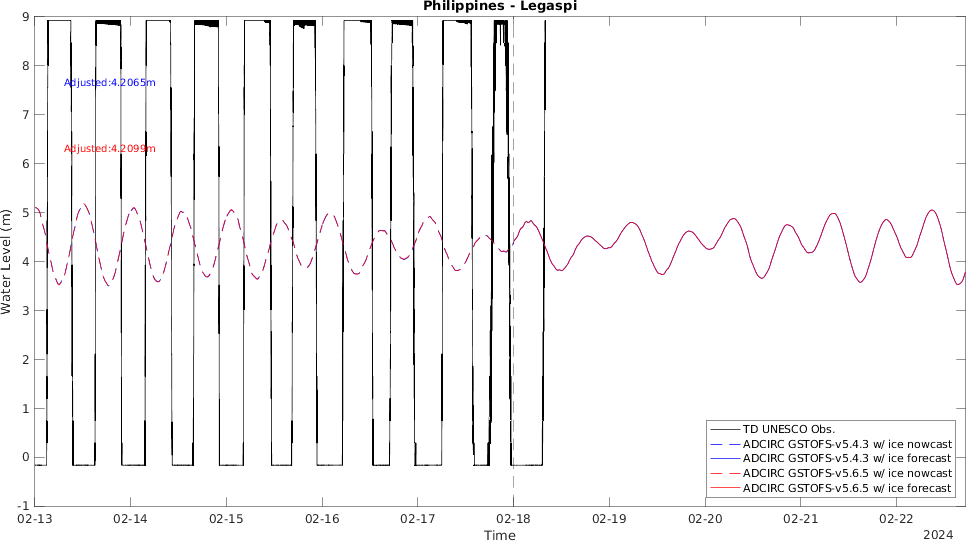 Philippines - Legaspi
9
8
7
6
5
4
3
2
1
0
-1
Water Level (m)
Adjusted:4.2065m
Adjusted:4.2099m
TD UNESCO Obs.
ADCIRC GSTOFS-v5.4.3 w/ ice nowcast
ADCIRC GSTOFS-v5.4.3 w/ ice forecast
ADCIRC GSTOFS-v5.6.5 w/ ice nowcast
ADCIRC GSTOFS-v5.6.5 w/ ice forecast
02-13 02-14 02-15 02-16 02-17 02-18 02-19 02-20 02-21 02-22
Time
2024